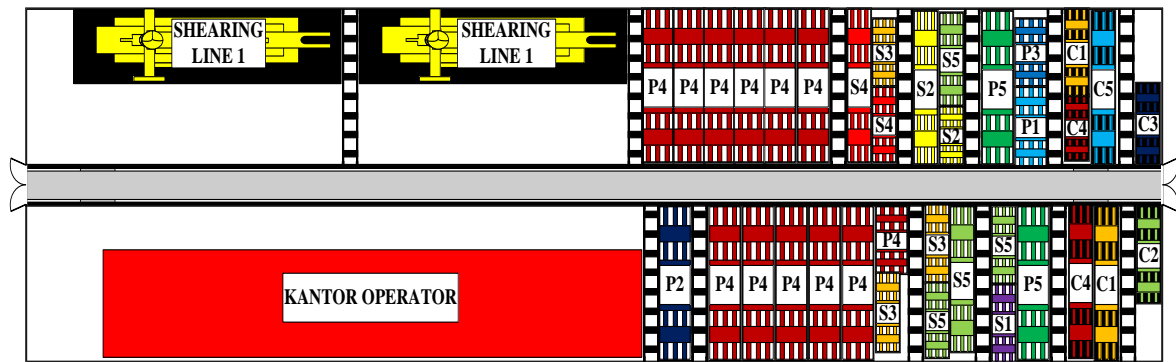 SHEARING
LINE 1
SHEARING
LINE 1
P4 P4 P4 P4 P4 P4 S4 S3 S4 S2 S5 S2 P5 P3 P1 C1 C4 C5 C3
KANTOR OPERATOR
P2 P4 P4 P4 P4 P4 P4 S3 S3 S5 S5 S5 S1 P5 C4 C1 C2